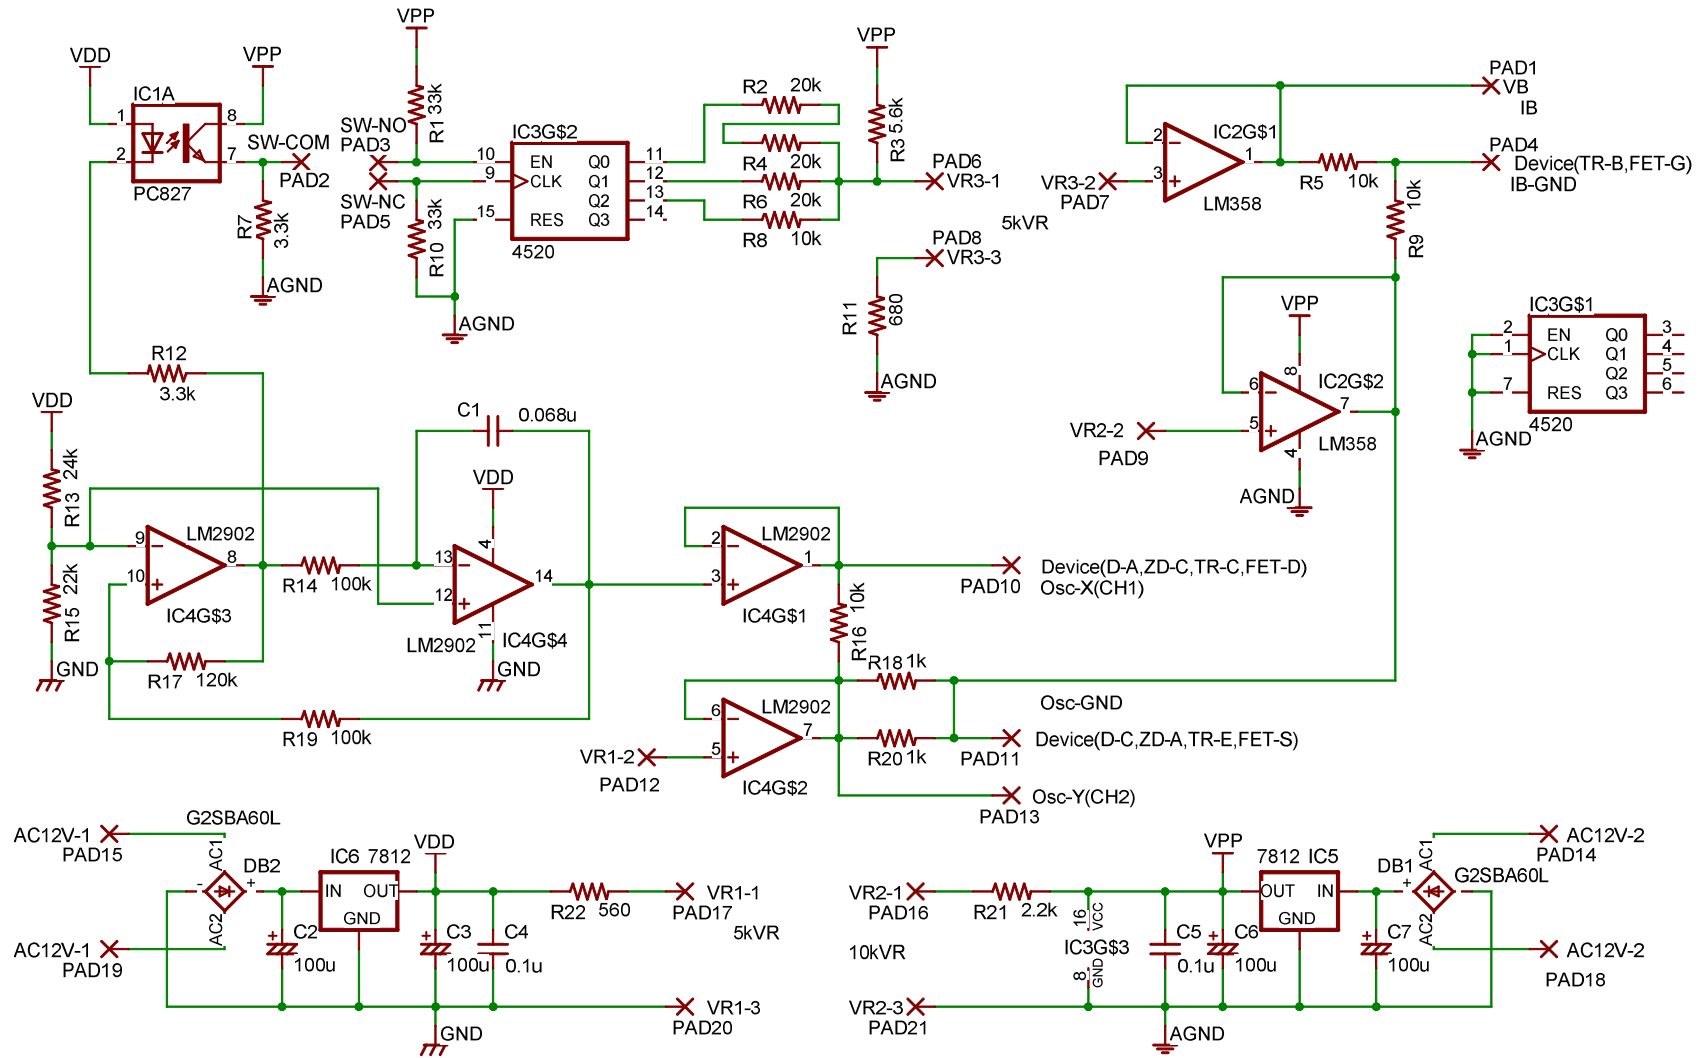 VDD
VPP
IC1A
1
2
8
7
PC827
SW-COM
PAD2
R7
3.3k
AGND
VPP
R1
33k
SW-NO
PAD3
SW-NC
PAD5
33k
R10
AGND
IC3G$2
10
EN
9
CLK
15
RES
Q0
11
Q1
12
Q2
13
Q3
14
4520
R2
20k
R4
20k
R6
20k
R8
10k
VPP
R3
5.6k
PAD6
VR3-1
PAD8
VR3-3
5kVR
R11
680
AGND
VR3-2
PAD7
2
3
1
IC2G$1
LM358
PAD1
VB
IB
R5
10k
PAD4
Device(TR-B,FET-G)
IB-GND
10k
R9
VPP
8
6
5
7
4
IC2G$2
LM358
VR2-2
PAD9
AGND
IC3G$1
2
EN
1
CLK
7
RES
Q0
3
Q1
4
Q2
5
Q3
6
4520
AGND
R12
3.3k
VDD
24k
R13
22k
R15
GND
9
10
8
LM2902
IC4G$3
R17
120k
R14
100k
R19
100k
C1
0.068u
VDD
4
13
12
14
11
LM2902
IC4G$4
GND
2
3
1
LM2902
IC4G$1
PAD10
Device(D-A,ZD-C,TR-C,FET-D)
Osc-X(CH1)
10k
R16
R18
1k
R20
1k
Osc-GND
PAD11
Device(D-C,ZD-A,TR-E,FET-S)
6
5
7
LM2902
IC4G$2
VR1-2
PAD12
PAD13
Osc-Y(CH2)
AC12V-1
PAD15
G2SBA60L
AC1
DB2
-
+
AC2
AC12V-1
PAD19
IC6
7812
IN
OUT
GND
C2
100u
VDD
C3
100u
C4
0.1u
R22
560
VR1-1
PAD17
5kVR
VR1-3
PAD20
GND
VR2-1
PAD16
10kVR
R21
2.2k
16
VCC
IC3G$3
8
GND
VR2-3
PAD21
AGND
C5
0.1u
VPP
C6
100u
7812
IC5
OUT
IN
GND
C7
100u
DB1
+
-
AC1
AC2
G2SBA60L
AC12V-2
PAD14
AC12V-2
PAD18